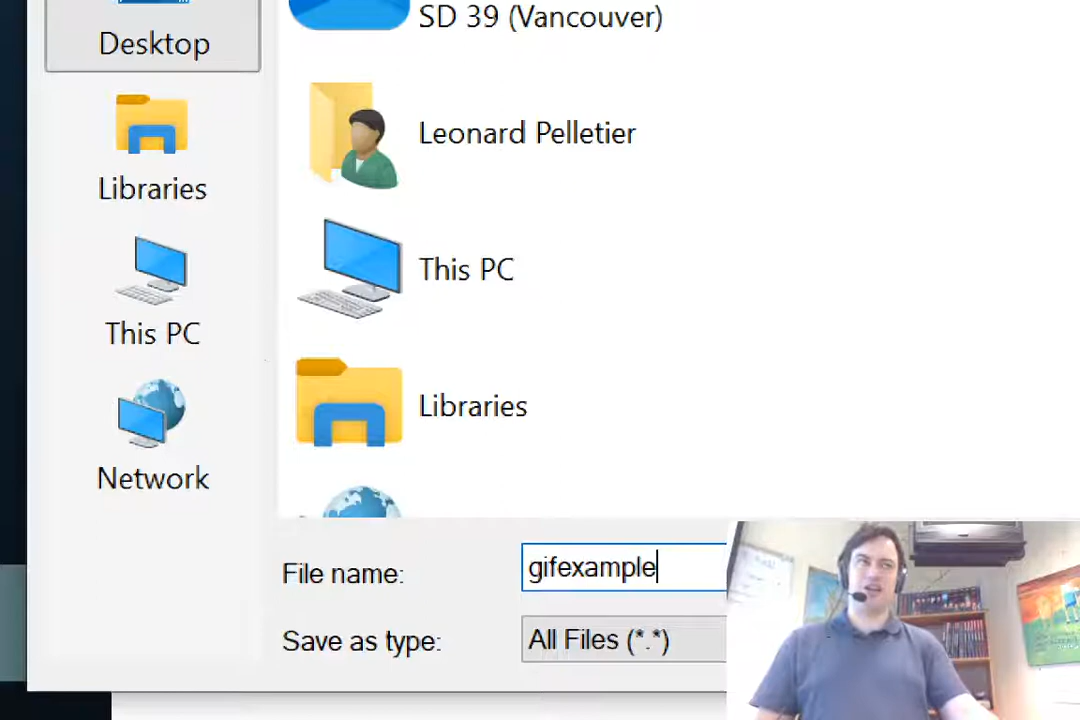 Desktop
Libraries
This PC
Network
SD 39 (Vancouver)
Leonard Pelletier
This PC
Libraries
File name:
gifexample
Save as type:
All Files (*.*)